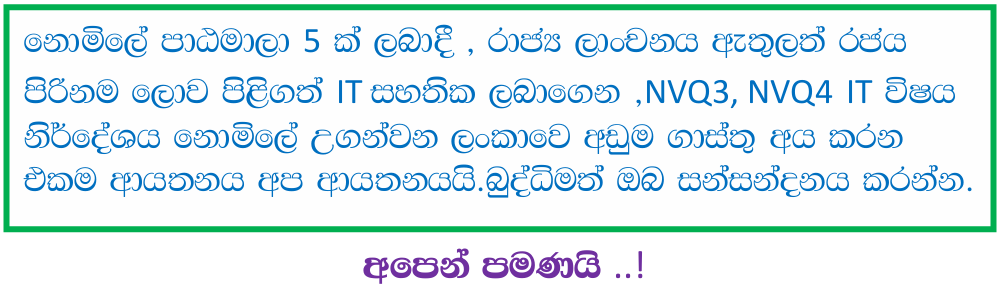 නොමිලේ පාඨමාලා 5 ක් ලබාදී , රාජ්‍ය ලාංචනය ඇතුලත් රජය
පිරිනම ලොව පිළිගත් IT සහතික ලබාගෙන ,NVQ3, NVQ4 IT විෂය
නිර්දේශය නොමිලේ උගන්වන ලංකාවෙ අඩුම ගාස්තු අය කරන
එකම ආයතනය අප ආයතනයයි.බුද්ධිමත් ඔබ සන්සන්දනය කරන්න.
අපෙන් පමණයි ..!